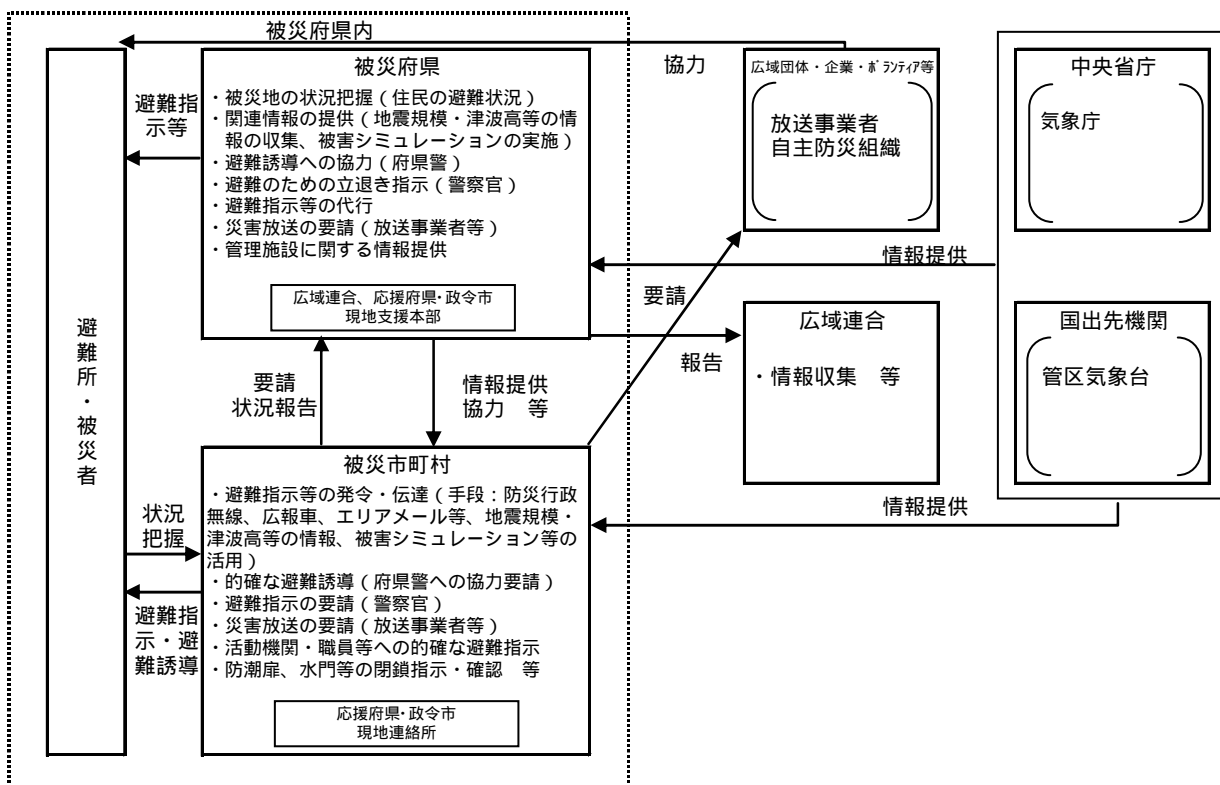 被災府県内
避難所・被災者
避難指
示等
被災府県
・被災地の状況把握（住民の避難状況）
・関連情報の提供（地震規模・津波高等の情
報の収集、被害シミュレーションの実施）
・避難誘導への協力（府県警）
・避難のための立退き指示（警察官）
・避難指示等の代行
・災害放送の要請（放送事業者等）
・管理施設に関する情報提供
広域連合、応援府県・政令市
現地支援本部
協力
広域団体・企業・ボランティア等
放送事業者
自主防災組織
中央省庁
気象庁
情報提供
要請
報告
広域連合
・情報収集　等
国出先機関
管区気象台
要請
状況報告
情報提供
協力　等
被災市町村
・避難指示等の発令・伝達（手段：防災行政
無線、広報車、エリアメール等、地震規模・
津波高等の情報、被害シミュレーション等の
活用）
・的確な避難誘導（府県警への協力要請）
・避難指示の要請（警察官）
・災害放送の要請（放送事業者等）
・活動機関・職員等への的確な避難指示
・防潮扉、水門等の閉鎖指示・確認　等
応援府県・政令市
現地連絡所
状況
把握
避難指
示・避
難誘導
情報提供